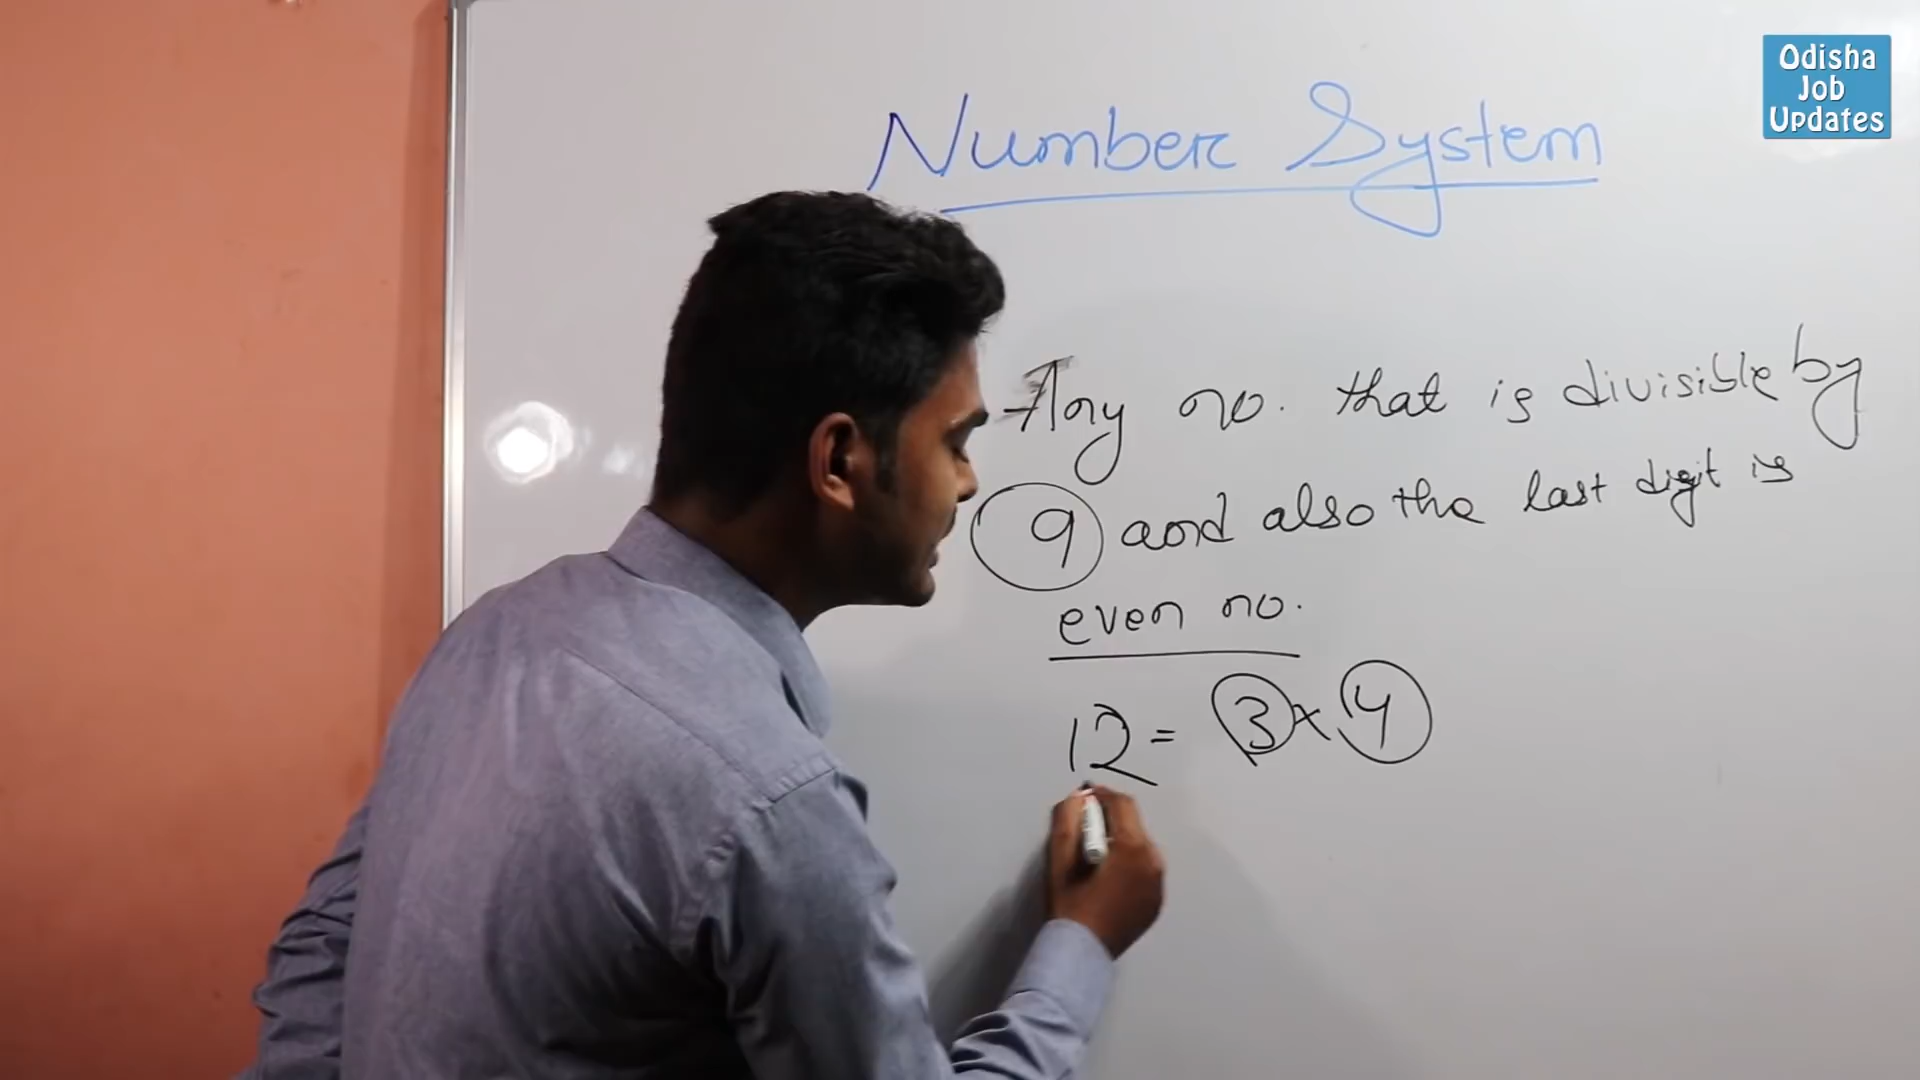 Odisha
Job
Updates
Number System
Any no. that is divisible by
9 and also the last digit is
even no.
12 = 3 × 4